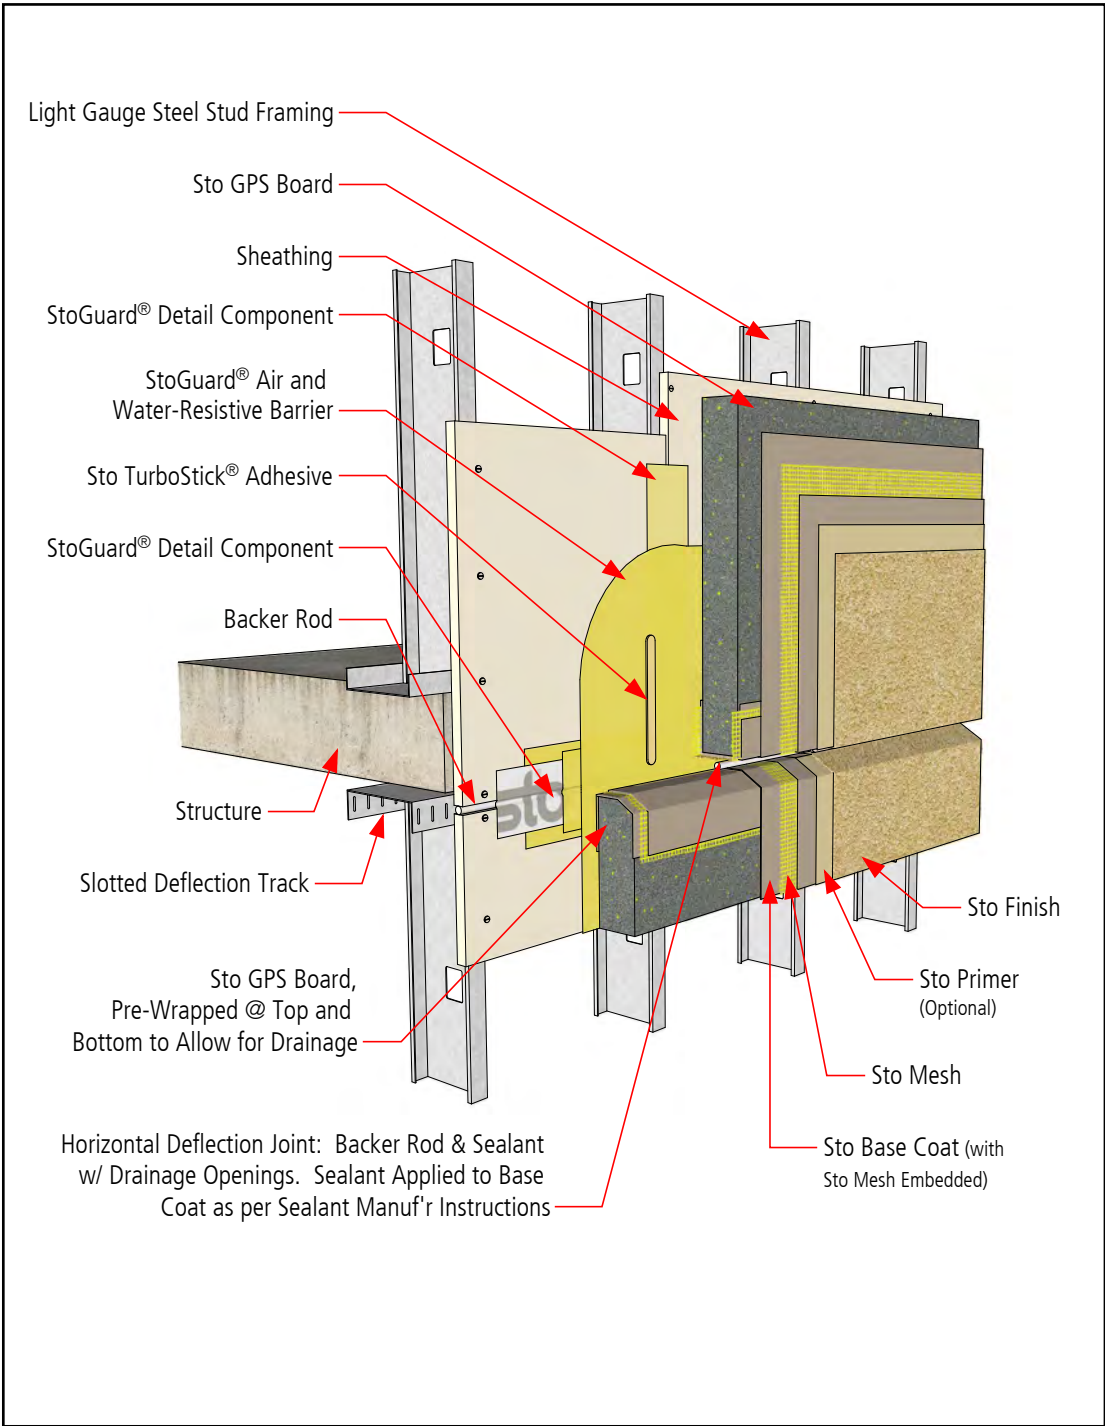 Light Gauge Steel Stud Framing
Sto GPS Board
Sheathing
StoGuard® Detail Component
StoGuard® Air and
Water-Resistive Barrier
Sto TurboStick® Adhesive
StoGuard® Detail Component
Backer Rod
sto
Structure
Slotted Deflection Track
Sto GPS Board,
Pre-Wrapped @ Top and
Bottom to Allow for Drainage
Horizontal Deflection Joint: Backer Rod & Sealant
w/ Drainage Openings. Sealant Applied to Base
Coat as per Sealant Manuf'r Instructions
Sto Finish
Sto Primer
(Optional)
Sto Mesh
Sto Base Coat (with
Sto Mesh Embedded)